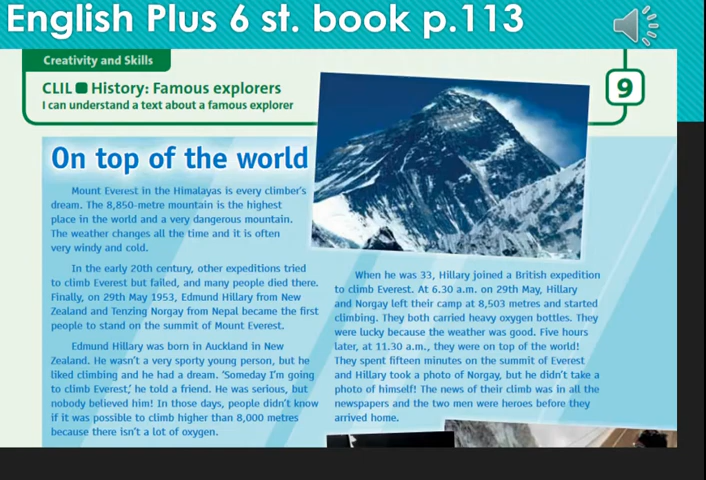 English Plus 6 st. book p.113
Creativity and Skills
CLIL ■ History: Famous explorers
I can understand a text about a famous explorer
9
On top of the world
Mount Everest in the Himalayas is every climber's
dream. The 8,850-metre mountain is the highest
place in the world and a very dangerous mountain.
The weather changes all the time and it is often
very windy and cold.
In the early 20th century, other expeditions tried
to climb Everest but failed, and many people died there.
Finally, on 29th May 1953, Edmund Hillary from New
Zealand and Tenzing Norgay from Nepal became the first
people to stand on the summit of Mount Everest.
Edmund Hillary was born in Auckland in New
Zealand. He wasn't a very sporty young person, but he
liked climbing and he had a dream. 'Someday I'm going
to climb Everest,' he told a friend. He was serious, but
nobody believed him! In those days, people didn't know
if it was possible to climb higher than 8,000 metres
because there isn't a lot of oxygen.
When he was 33, Hillary joined a British expedition
to climb Everest. At 6.30 a.m. on 29th May, Hillary
and Norgay left their camp at 8,503 metres and started
climbing. They both carried heavy oxygen bottles. They
were lucky because the weather was good. Five hours
later, at 11.30 a.m., they were on top of the world!
They spent fifteen minutes on the summit of Everest
and Hillary took a photo of Norgay, but he didn't take a
photo of himself! The news of their climb was in all the
newspapers and the two men were heroes before they
arrived home.